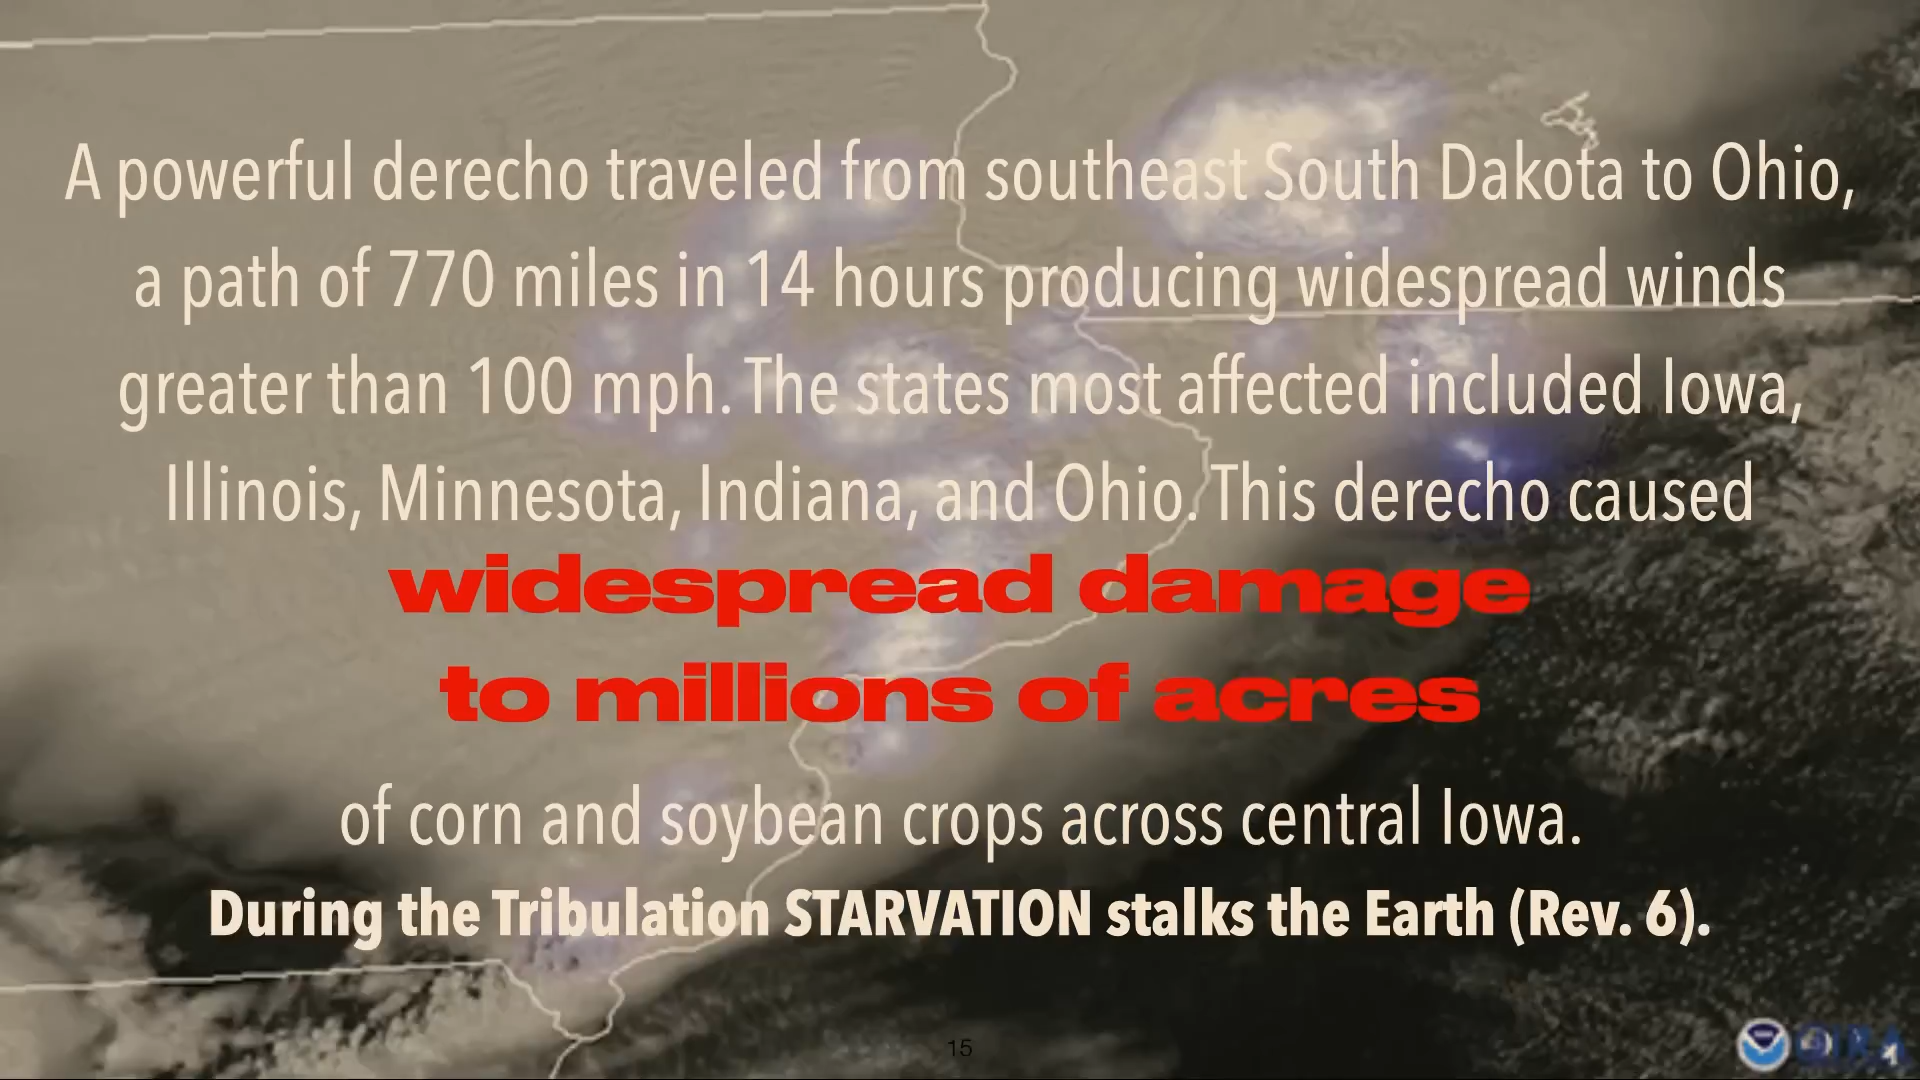 A powerful derecho traveled from southeast South Dakota to Ohio,
a path of 770 miles in 14 hours producing widespread winds
greater than 100 mph. The states most affected included Iowa,
Illinois, Minnesota, Indiana, and Ohio. This derecho caused
widespread damage
to millions of acres
of corn and soybean crops across central Iowa.
During the Tribulation STARVATION stalks the Earth (Rev. 6).
15
CIRA